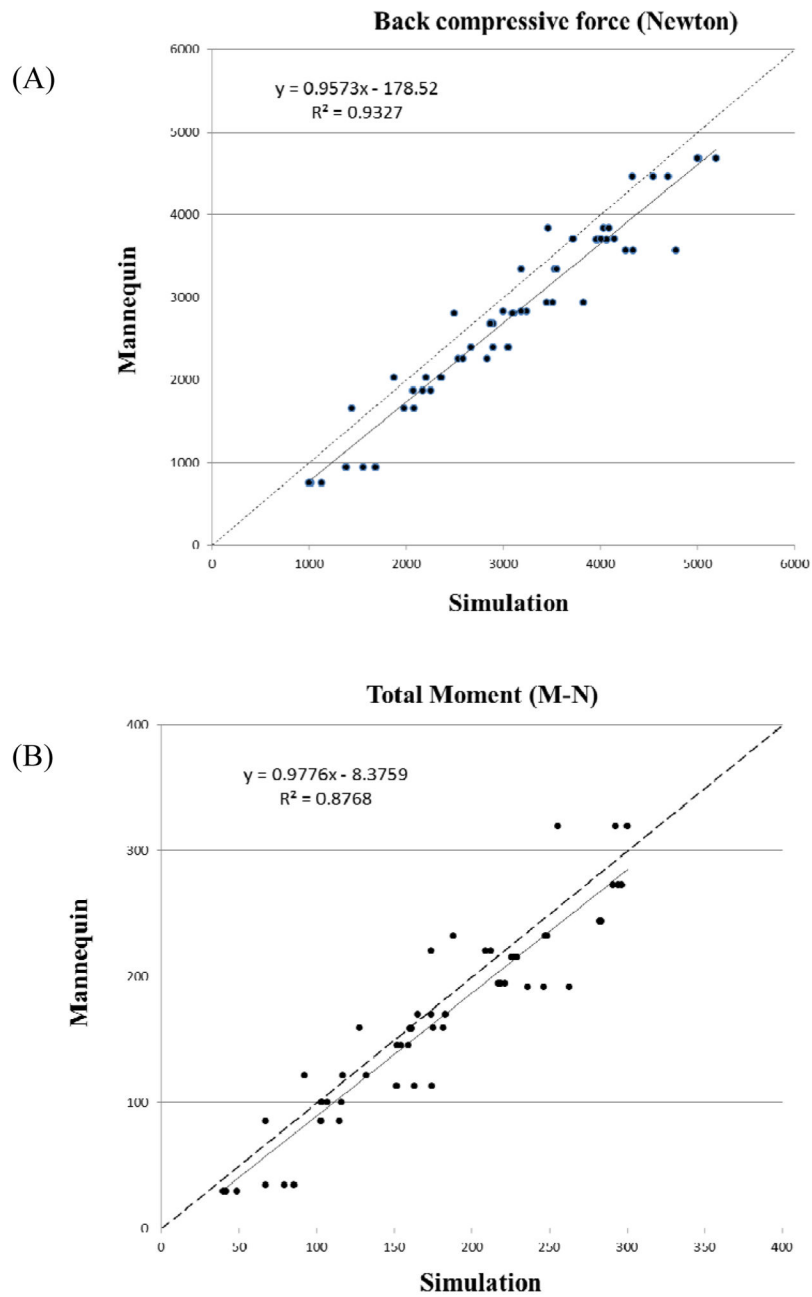 Back compressive force (Newton)
(A)
6000
5000
4000
3000
2000
1000
0
y = 0.9573x - 178.52
R² = 0.9327
Mannequin
0 1000 2000 3000 4000 5000 6000
Simulation
Total Moment (M-N)
(B)
400
300
200
100
0
y = 0.9776x - 8.3759
R² = 0.8768
Mannequin
0 50 100 150 200 250 300 400
Simulation